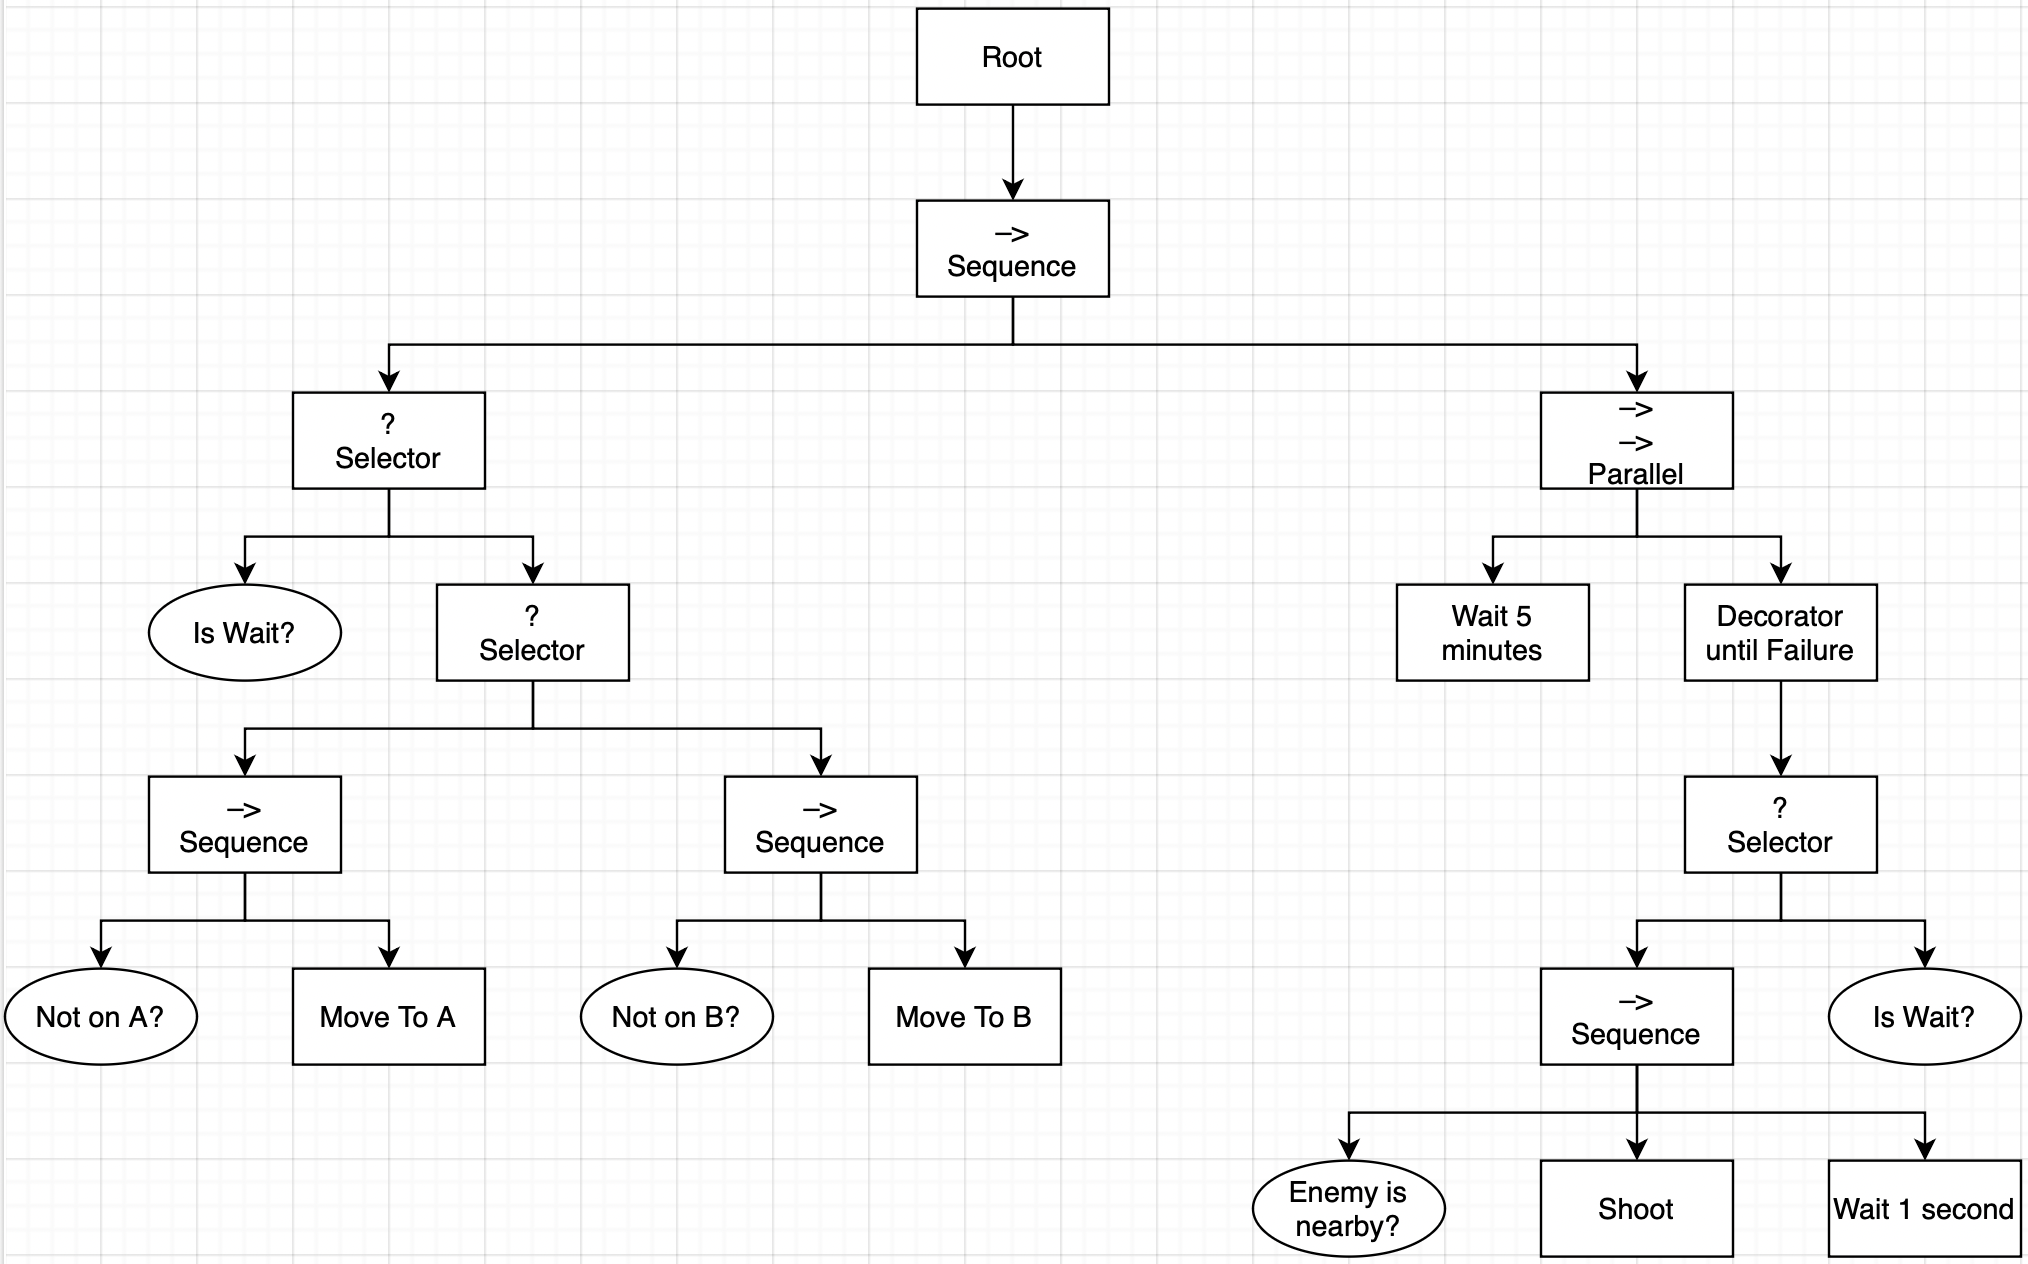 Root
–>
Sequence
?
Selector
–>
–>
Parallel
Is Wait?
?
Selector
Wait 5
minutes
Decorator
until Failure
–>
Sequence
–>
Sequence
?
Selector
Not on A?
Move To A
Not on B?
Move To B
–>
Sequence
Is Wait?
Enemy is
nearby?
Shoot
Wait 1 second